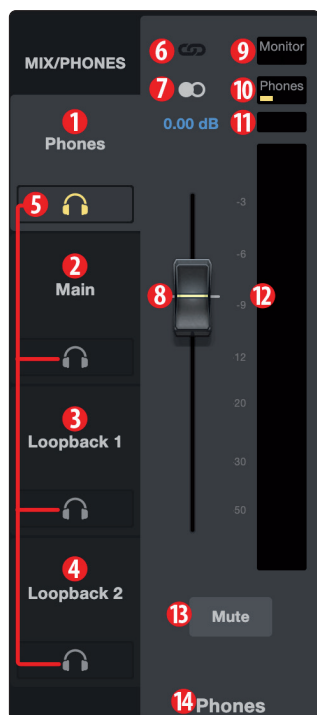 MIX/PHONES
1
Phones
5
2
Main
3
Loopback 1
4
Loopback 2
6
9 Monitor
7
10 Phones
0.00 dB
11
-3
-6
8
-9
12
12
20
30
50
13 Mute
14 Phones